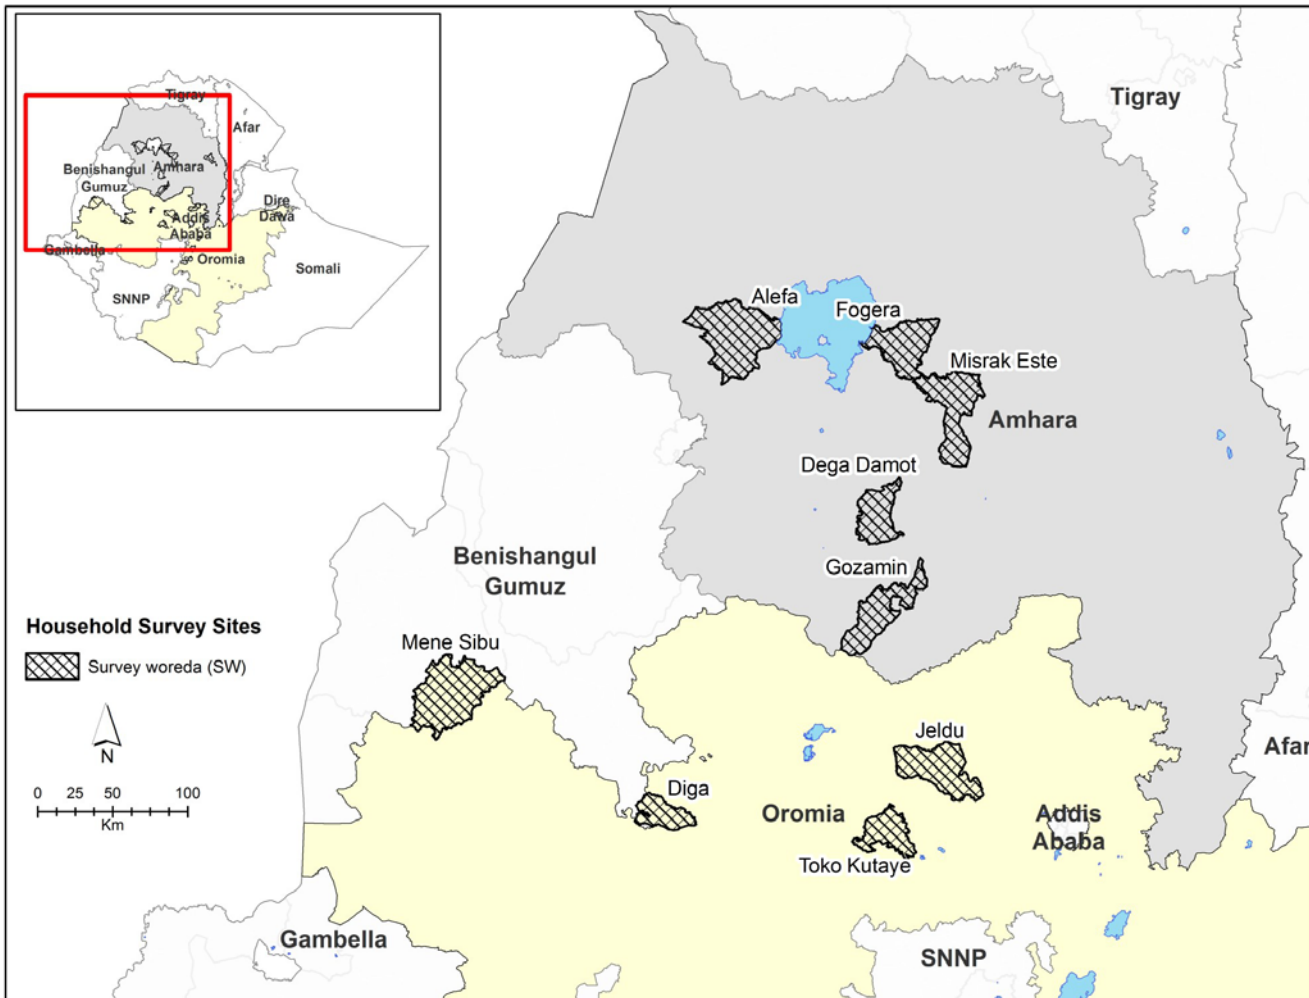 Tigray
Afar
Benishangul
Gumuz
Amhara
Dire
Dawa
Addis
Ababa
Gambella
Oromia
Somali
SNNP
Tigray
Alefa
Fogera
Misrak Este
Amhara
Dega Damot
Benishangul
Gumuz
Gozamin
Household Survey Sites
Mene Sibu
Survey woreda (SW)
N
0 25 50 100
Km
Jeldu
Afar
Diga
Oromia
Addis
Ababa
Toko Kutaye
Gambella
SNNP